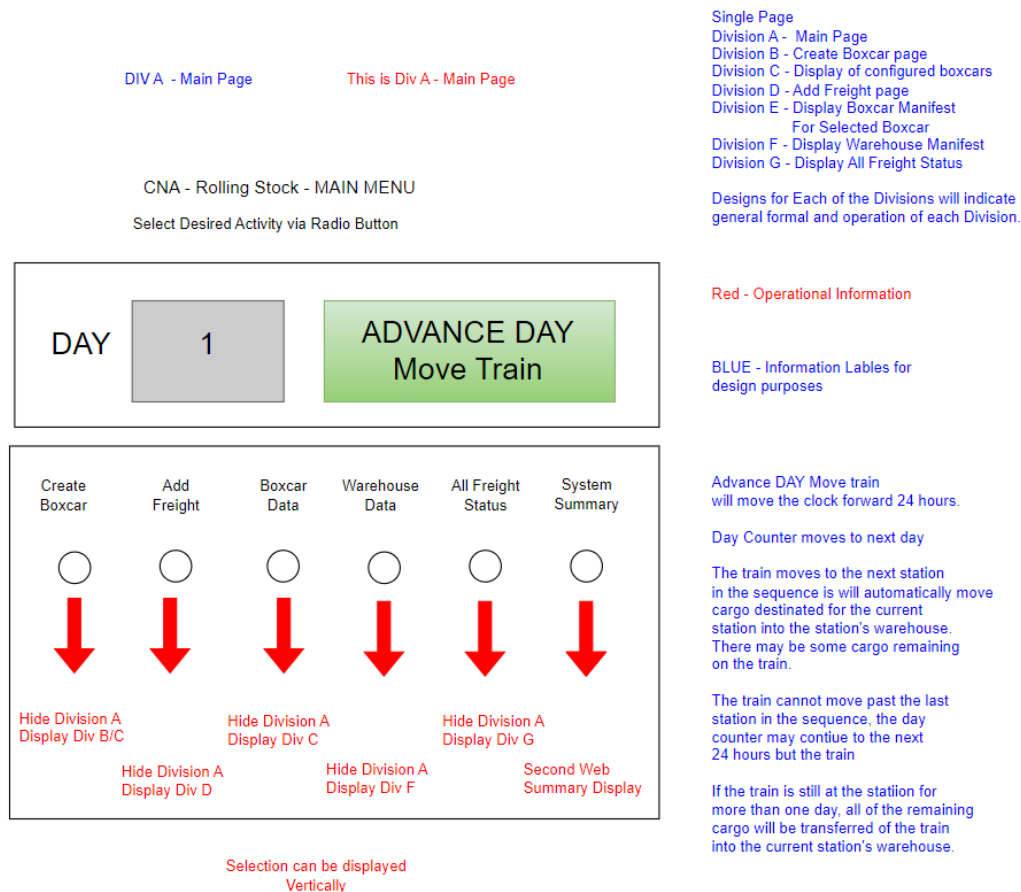 DIV A - Main Page
This is Div A - Main Page
CNA - Rolling Stock - MAIN MENU
Select Desired Activity via Radio Button
DAY
1
ADVANCE DAY
Move Train
Create
Boxcar
Add
Freight
Boxcar
Data
Warehouse
Data
All Freight
Status
System
Summary
Hide Division A
Display Div B/C
Hide Division A
Display Div D
Hide Division A
Display Div C
Hide Division A
Display Div F
Hide Division A
Display Div G
Second Web
Summary Display
Selection can be displayed
Vertically
Single Page
Division A - Main Page
Division B - Create Boxcar page
Division C - Display of configured boxcars
Division D - Add Freight page
Division E - Display Boxcar Manifest
For Selected Boxcar
Division F - Display Warehouse Manifest
Division G - Display All Freight Status
Designs for Each of the Divisions will indicate
general formal and operation of each Division.
Red - Operational Information
BLUE - Information Lables for
design purposes
Advance DAY Move train
will move the clock forward 24 hours.
Day Counter moves to next day
The train moves to the next station
in the sequence is will automatically move
cargo destinated for the current
station into the station's warehouse.
There may be some cargo remaining
on the train.
The train cannot move past the last
station in the sequence, the day
counter may contiue to the next
24 hours but the train
If the train is still at the statiion for
more than one day, all of the remaining
cargo will be transferred of the train
into the current station's warehouse.